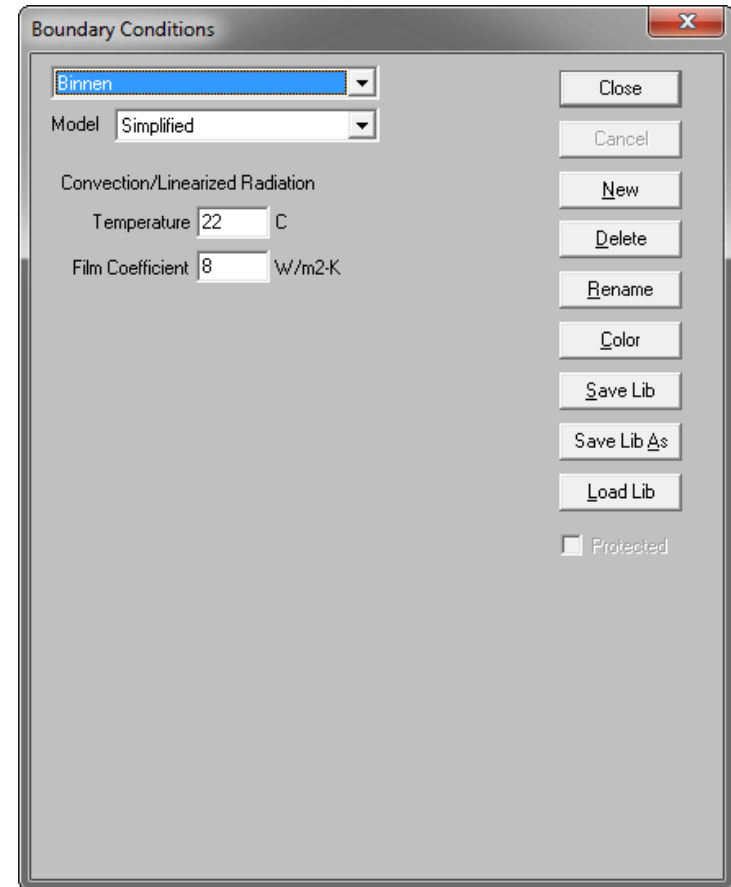 Boundary Conditions
Binnen
Model Simplified
Convection/Linearized Radiation
Temperature 22 C
Film Coefficient 8 W/m2-K
Close
Cancel
New
Delete
Rename
Color
Save Lib
Save Lib As
Load Lib
Protected